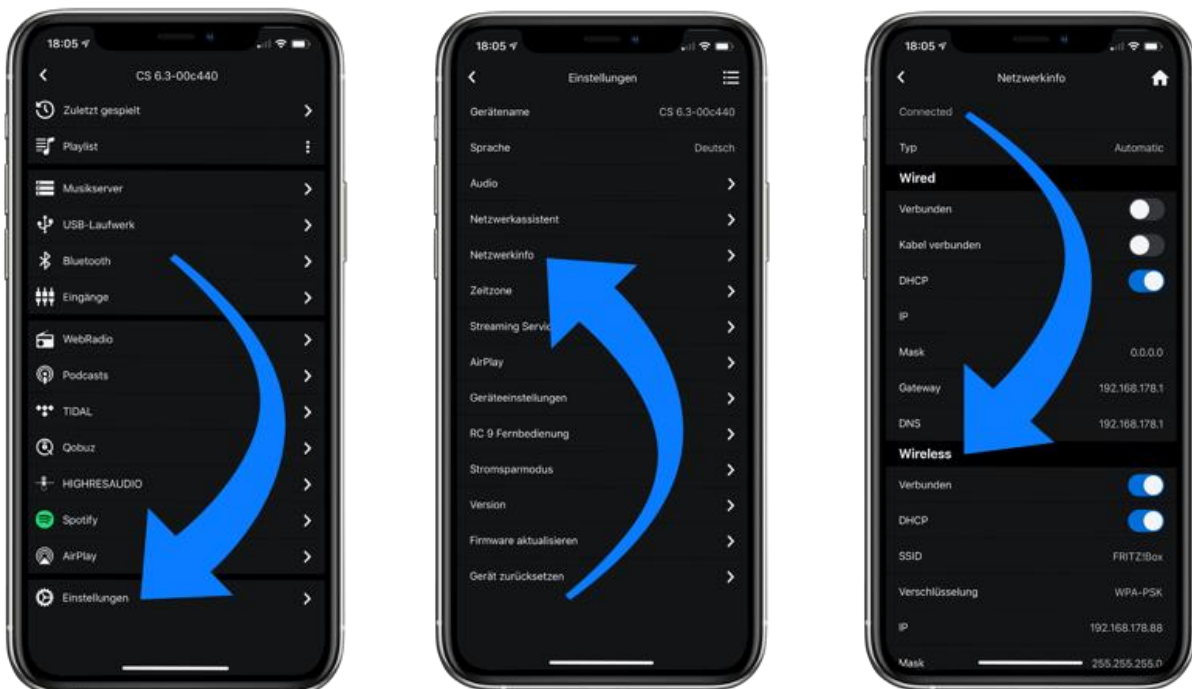 18:05
CS 6.3-00c440
Zuletzt gespielt
Playlist
Musikserver
USB-Laufwerk
Bluetooth
Eingänge
WebRadio
Podcasts
TIDAL
Qobuz
HIGHRESAUDIO
Spotify
AirPlay
Einstellungen
18:05
Einstellungen
Gerätename CS 6.3-00c440
Sprache Deutsch
Audio
Netzwerkassistent
Netzwerkinfo
Zeitzone
Streaming
AirPlay
Geräteeinstellungen
RC 9 Fernbedienung
Stromsparmodus
Version
Firmware aktualisieren
Gerät zurücksetzen
18:05
Netzwerkinfo
Connected
Typ Automatic
Wired
Verbunden
Kabel verbunden
DHCP
IP
Mask 0.0.0.0
Gateway 192.168.178.1
DNS 192.168.178.1
Wireless
Verbunden
DHCP
SSID FRITZ!Box
Verschlüsselung WPA-PSK
IP 192.168.178.88
Mask 255.255.255.0